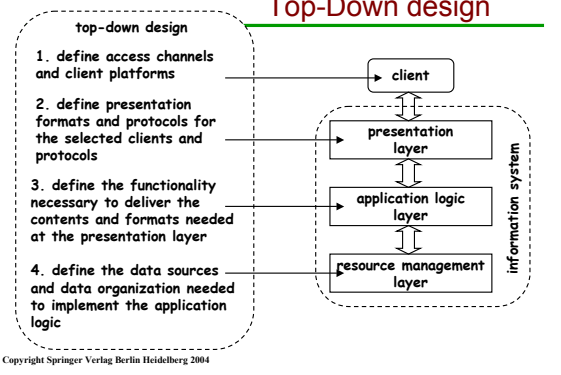 Top-Down design
top-down design
1. define access channels
and client platforms
2. define presentation
formats and protocols for
the selected clients and
protocols
3. define the functionality
necessary to deliver the
contents and formats needed
at the presentation layer
4. define the data sources
and data organization needed
to implement the application
logic
client
presentation
layer
application logic
layer
resource management
layer
information system
Copyright Springer Verlag Berlin Heidelberg 2004